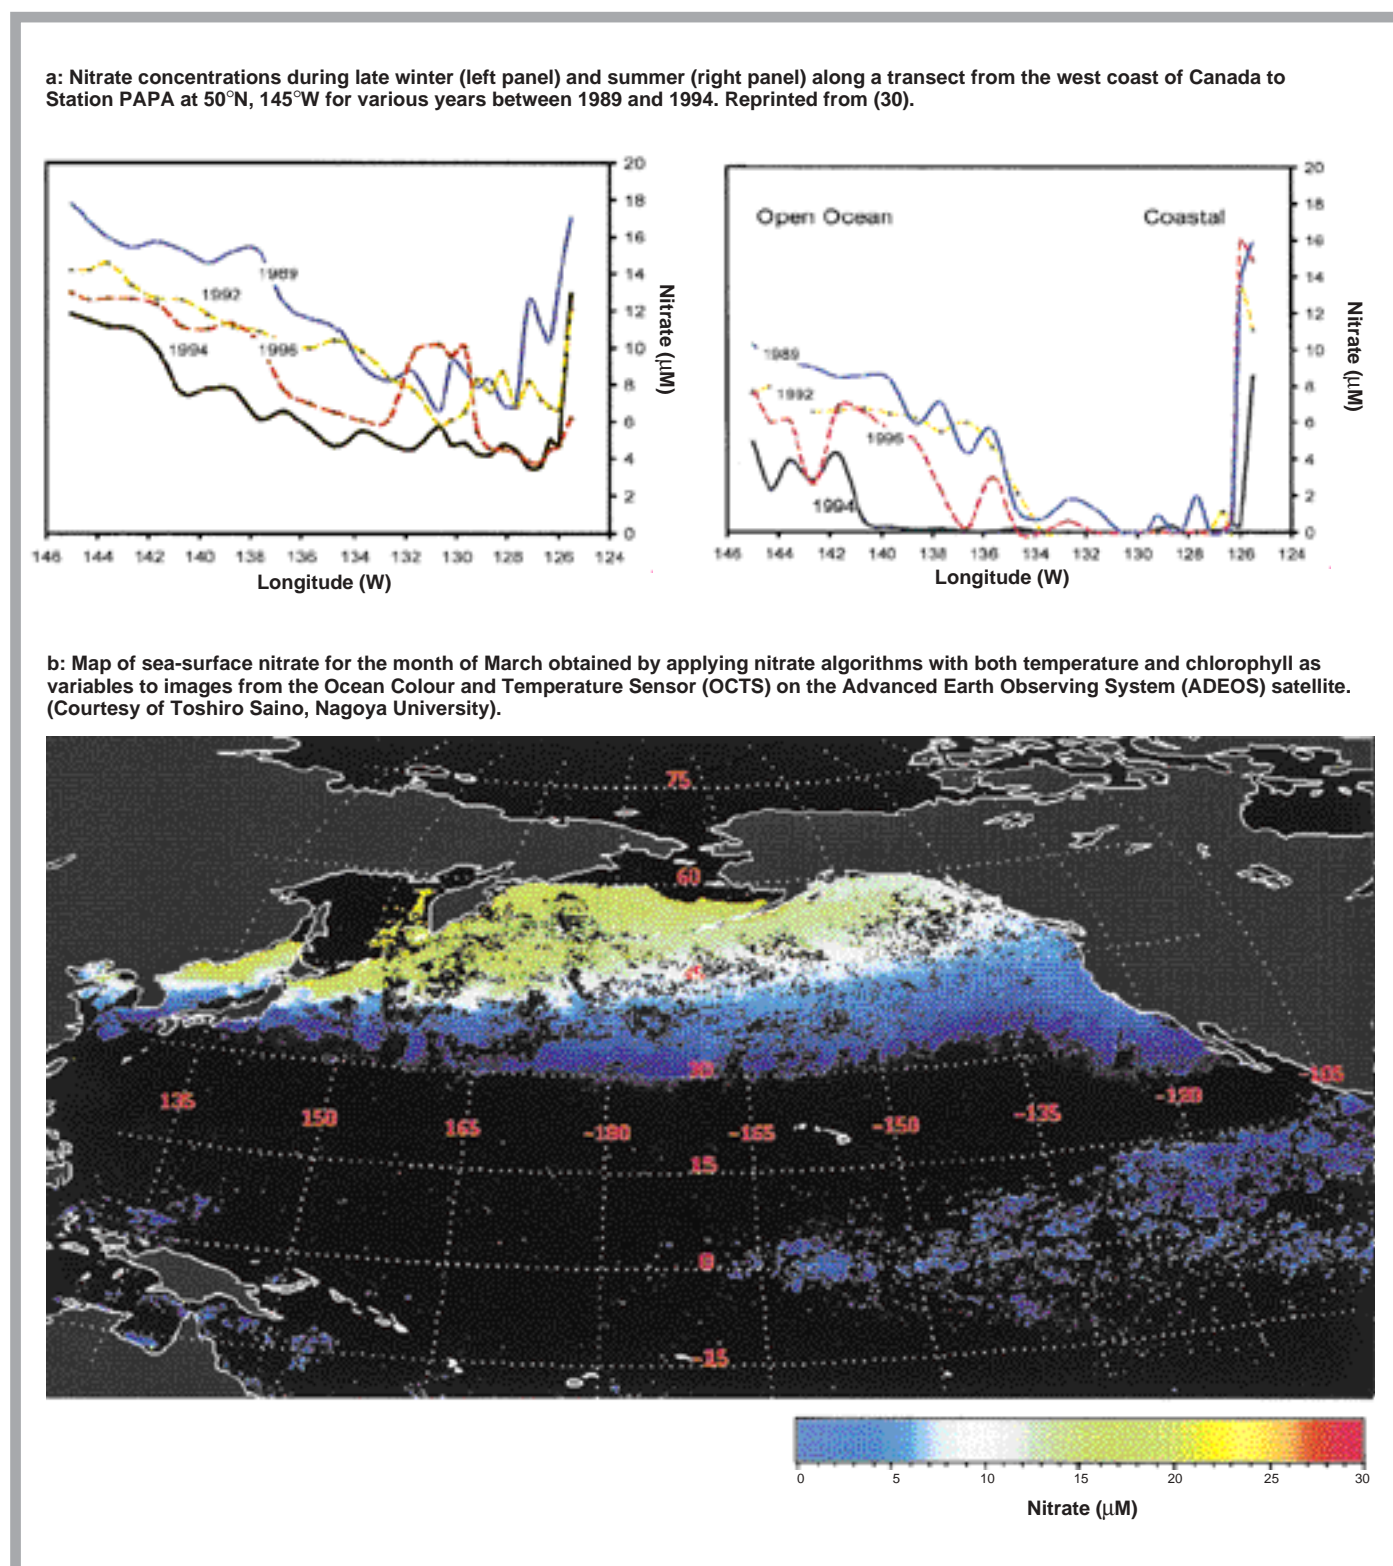 a: Nitrate concentrations during late winter (left panel) and summer (right panel) along a transect from the west coast of Canada to
Station PAPA at 50°N, 145°W for various years between 1989 and 1994. Reprinted from (30).
20
18
16
14
12
10
8
6
4
2
0
1989
1992
1994
1996
146 144 142 140 138 136 134 132 130 128 126 124
Longitude (W)
Nitrate (µM)
Open Ocean
Coastal
20
18
16
14
12
10
8
6
4
2
0
1989
1992
1996
1994
146 144 142 140 138 136 134 132 130 128 126 124
Longitude (W)
Nitrate (µM)
b: Map of sea-surface nitrate for the month of March obtained by applying nitrate algorithms with both temperature and chlorophyll as
variables to images from the Ocean Colour and Temperature Sensor (OCTS) on the Advanced Earth Observing System (ADEOS) satellite.
(Courtesy of Toshiro Saino, Nagoya University).
75
60
45
30
135 150 165 -180 -165 -150 -135 -120 -105
15
0
-15
0 5 10 15 20 25 30
Nitrate (µM)